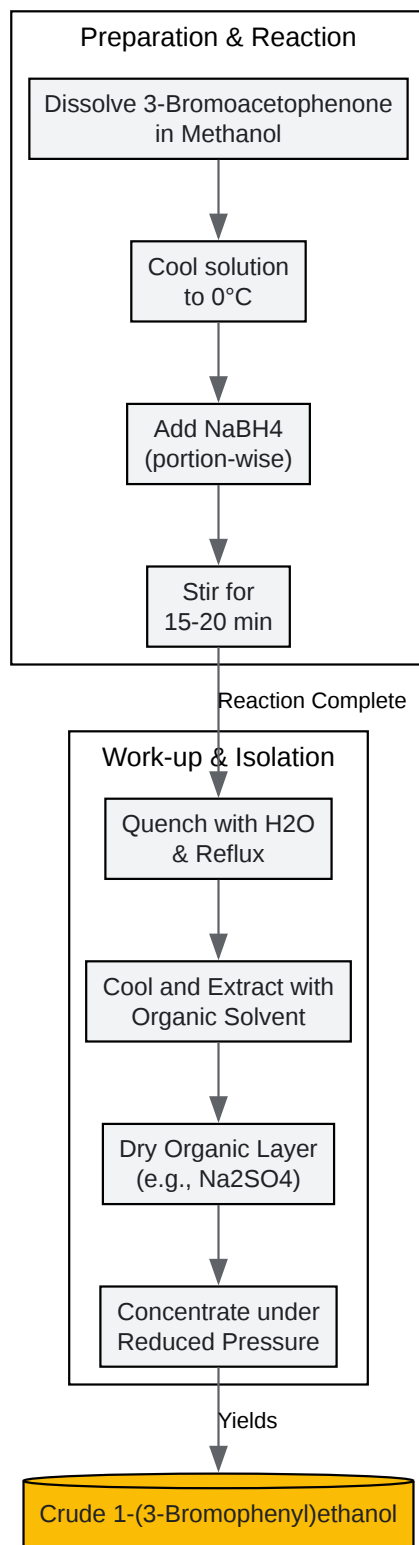 Preparation & Reaction
Dissolve 3-Bromoacetophenone
in Methanol
Cool solution
to 0°C
Add NaBH4
(portion-wise)
Stir for
15-20 min
Reaction Complete
Work-up & Isolation
Quench with H2O
& Reflux
Cool and Extract with
Organic Solvent
Dry Organic Layer
(e.g., Na2SO4)
Concentrate under
Reduced Pressure
Yields
Crude 1-(3-Bromophenyl)ethanol